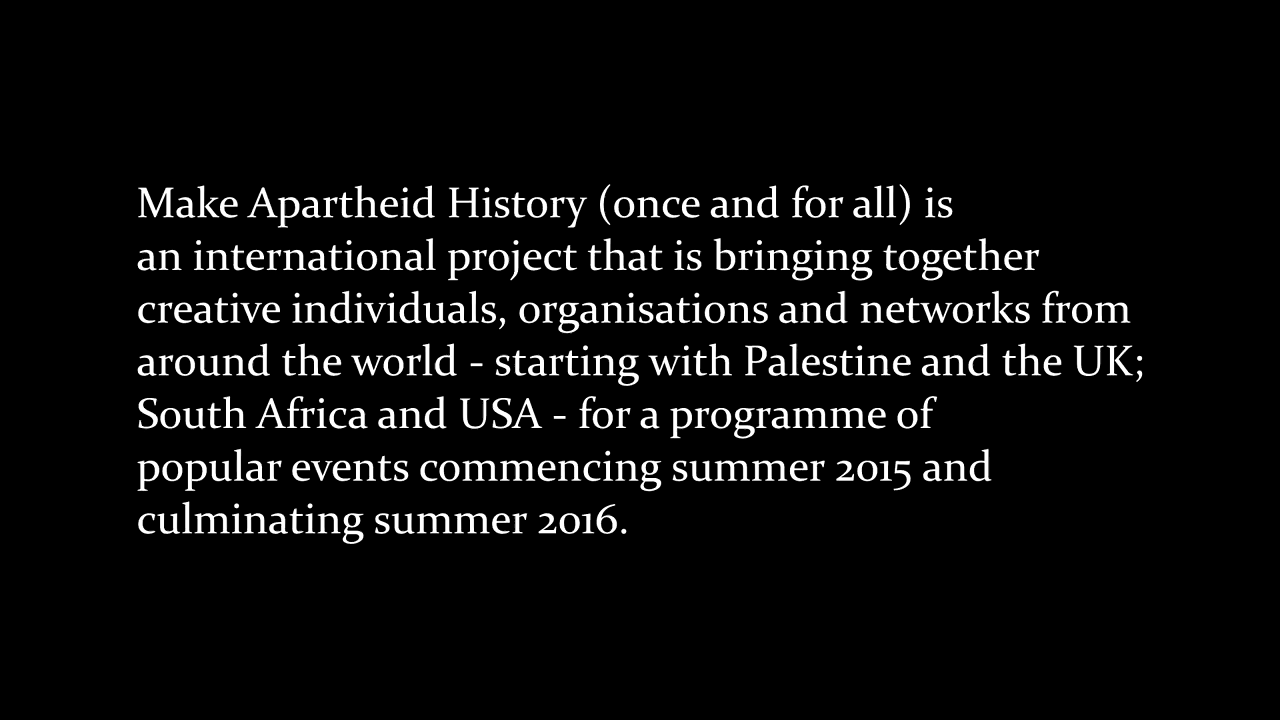 Make Apartheid History (once and for all) is
an international project that is bringing together
creative individuals, organisations and networks from
around the world - starting with Palestine and the UK;
South Africa and USA - for a programme of
popular events commencing summer 2015 and
culminating summer 2016.